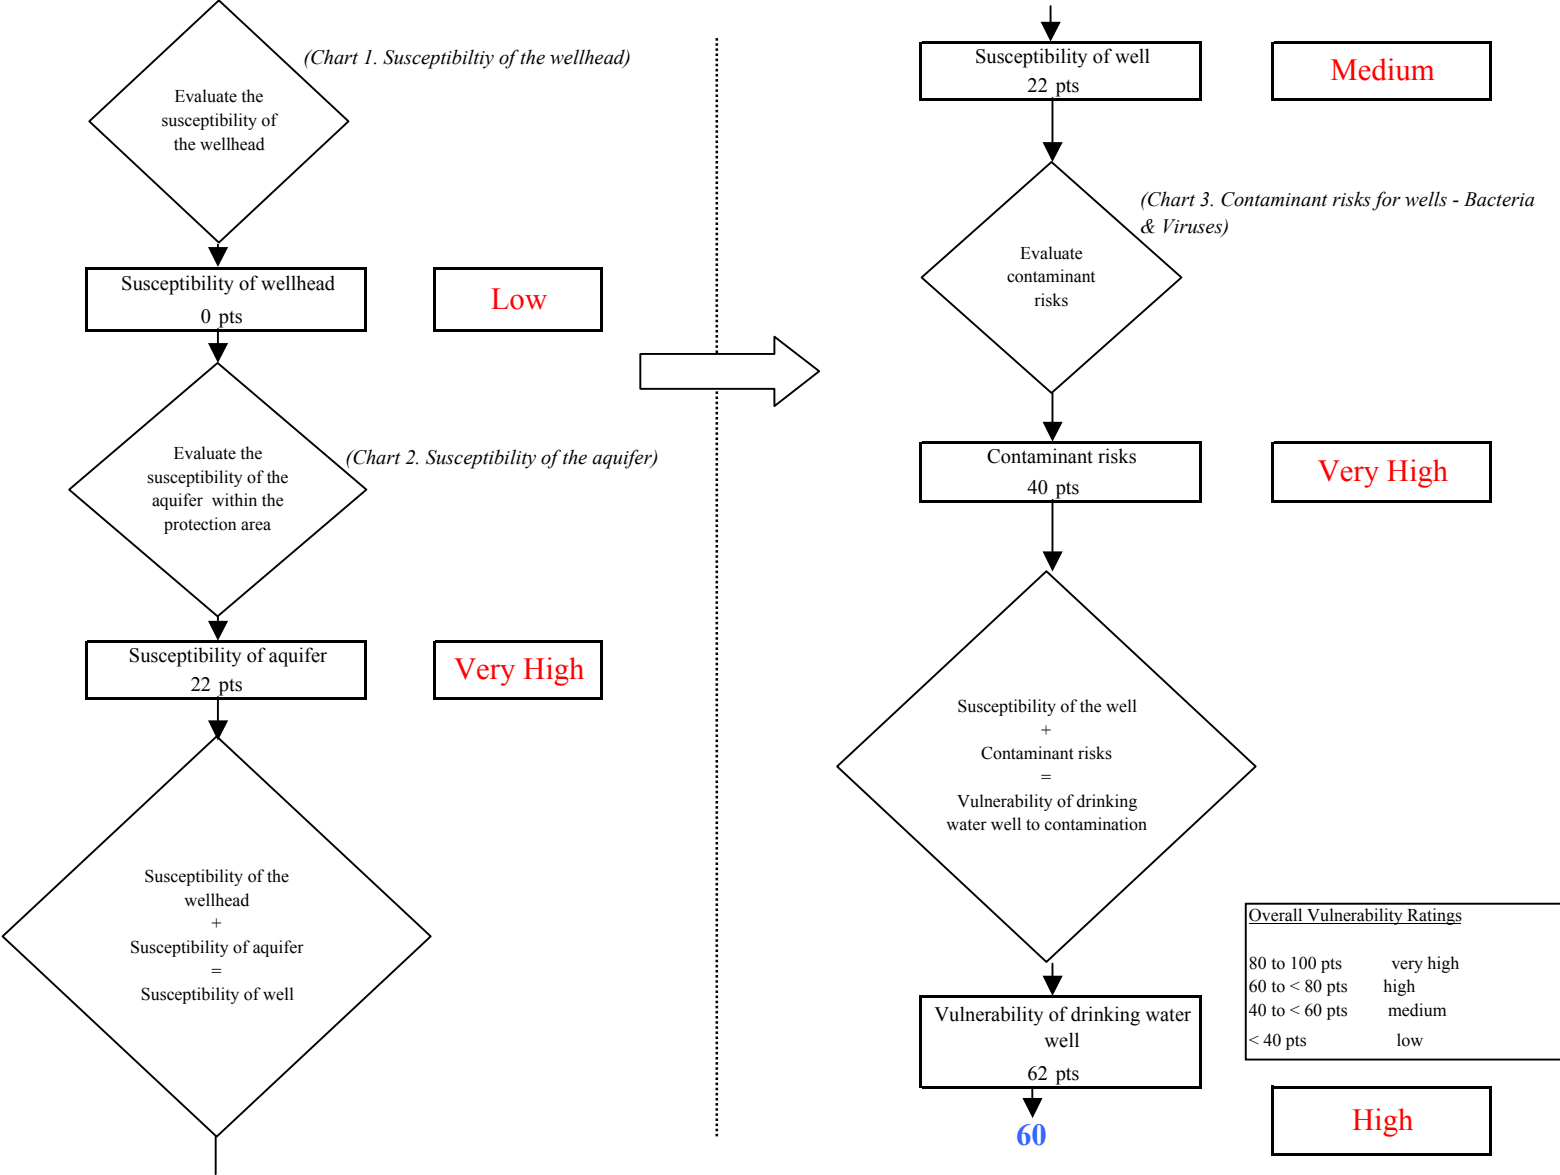 (Chart 1. Susceptibiltiy of the wellhead)
Evaluate the
susceptibility of
the wellhead
Susceptibility of wellhead
0 pts
Low
Evaluate the
susceptibility of the
aquifer within the
protection area
(Chart 2. Susceptibility of the aquifer)
Susceptibility of aquifer
22 pts
Very High
Susceptibility of the
wellhead
+
Susceptibility of aquifer
=
Susceptibility of well
Susceptibility of well
22 pts
Medium
(Chart 3. Contaminant risks for wells - Bacteria
& Viruses)
Evaluate
contaminant
risks
Contaminant risks
40 pts
Very High
Susceptibility of the well
+
Contaminant risks
=
Vulnerability of drinking
water well to contamination
Overall Vulnerability Ratings
80 to 100 pts very high
60 to < 80 pts high
40 to < 60 pts medium
< 40 pts low
Vulnerability of drinking water
well
62 pts
60
High